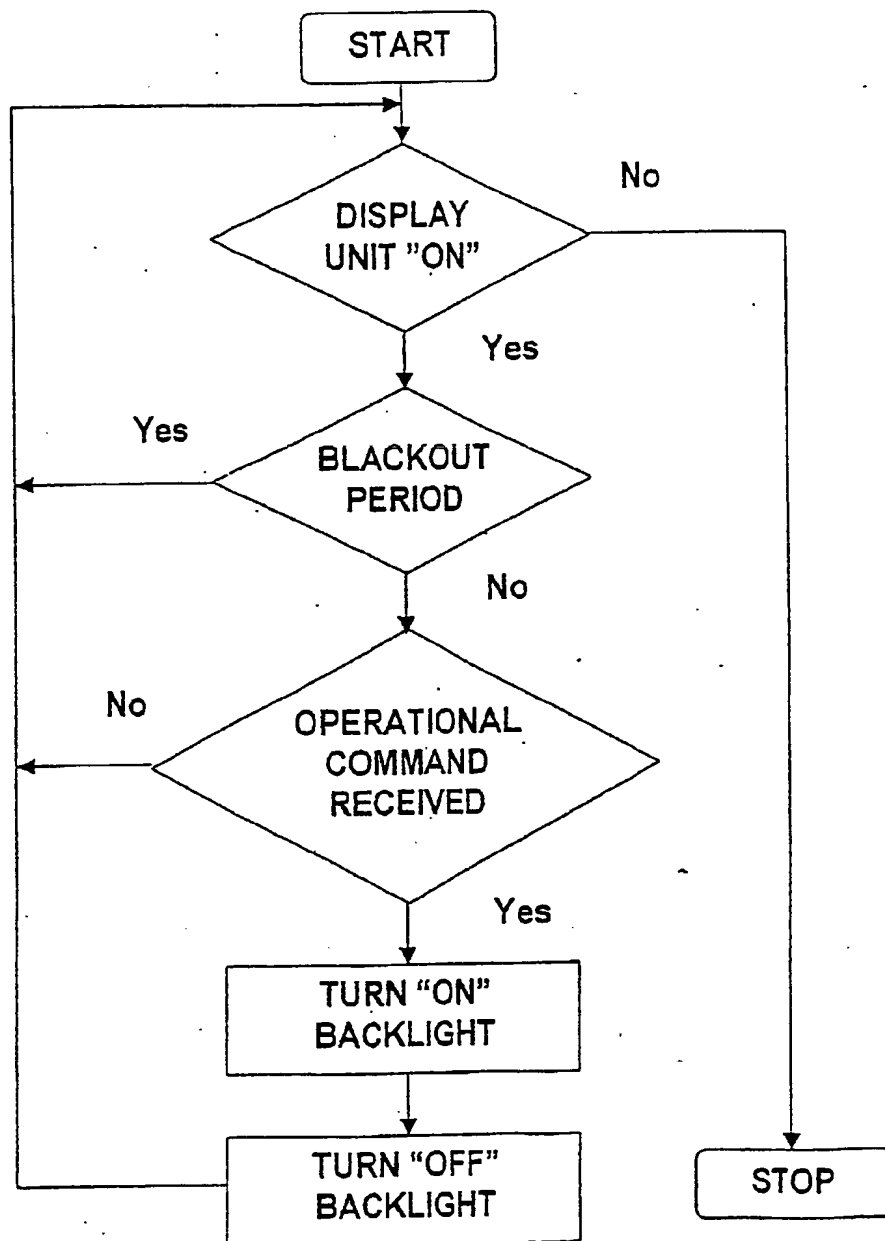 START
No
DISPLAY
UNIT "ON"
Yes
Yes
BLACKOUT
PERIOD
No
No
OPERATIONAL
COMMAND
RECEIVED
Yes
TURN "ON"
BACKLIGHT
TURN "OFF"
BACKLIGHT
STOP